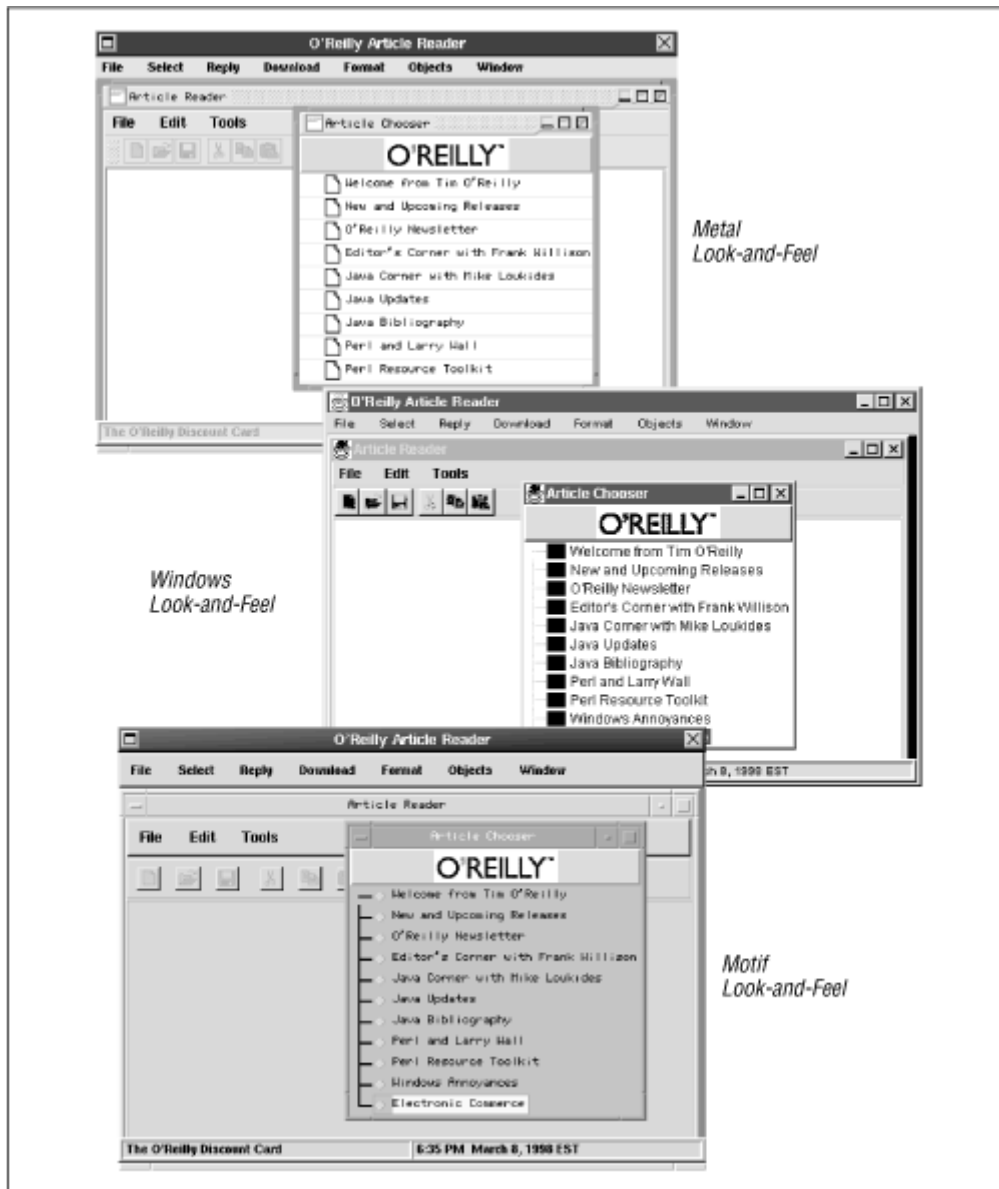 O'Reilly Article Reader
File Select Reply Download Format Objects Window
Article Reader
File Edit Tools
Article Chooser
O'REILLY™
Welcome from Tim O'Reilly
New and Upcoming Releases
O'Reilly Newsletter
Editor's Corner with Frank Willison
Java Corner with Mike Loukides
Java Updates
Java Bibliography
Perl and Larry Wall
Perl Resource Toolkit
The O'Reilly Discount Card
Metal
Look-and-Feel
O'Reilly Article Reader
File Select Reply Download Format Objects Window
Article Reader
File Edit Tools
Article Chooser
O'REILLY™
Welcome from Tim O'Reilly
New and Upcoming Releases
O'Reilly Newsletter
Editor's Corner with Frank Willison
Java Corner with Mike Loukides
Java Updates
Java Bibliography
Perl and Larry Wall
Perl Resource Toolkit
Windows Annoyances
8, 1998 EST
Windows
Look-and-Feel
O'Reilly Article Reader
File Select Reply Download Format Objects Window
Article Reader
File Edit Tools
Article Chooser
O'REILLY™
Welcome from Tim O'Reilly
New and Upcoming Releases
O'Reilly Newsletter
Editor's Corner with Frank Willison
Java Corner with Mike Loukides
Java Updates
Java Bibliography
Perl and Larry Wall
Perl Resource Toolkit
Windows Annoyances
Electronic Commerce
The O'Reilly Discount Card 6:35 PM March 8, 1998 EST
Motif
Look-and-Feel